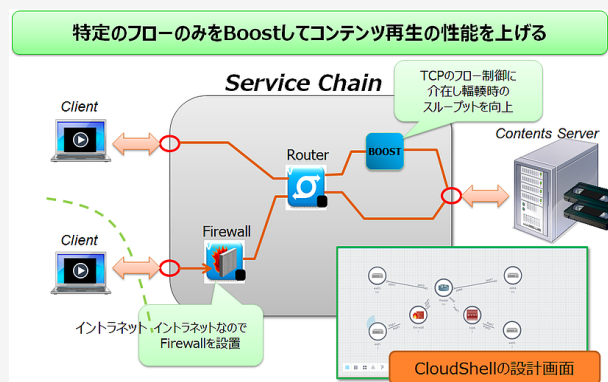 特定のフローのみをBoostしてコンテンツ再生の性能を上げる
Service Chain
TCPのフロー制御に
介在し輻輳時の
スループットを向上
Client
Contents Server
Router
BOOST
Client
Firewall
イントラネット
イントラネットなので
Firewallを設置
CloudShellの設計画面